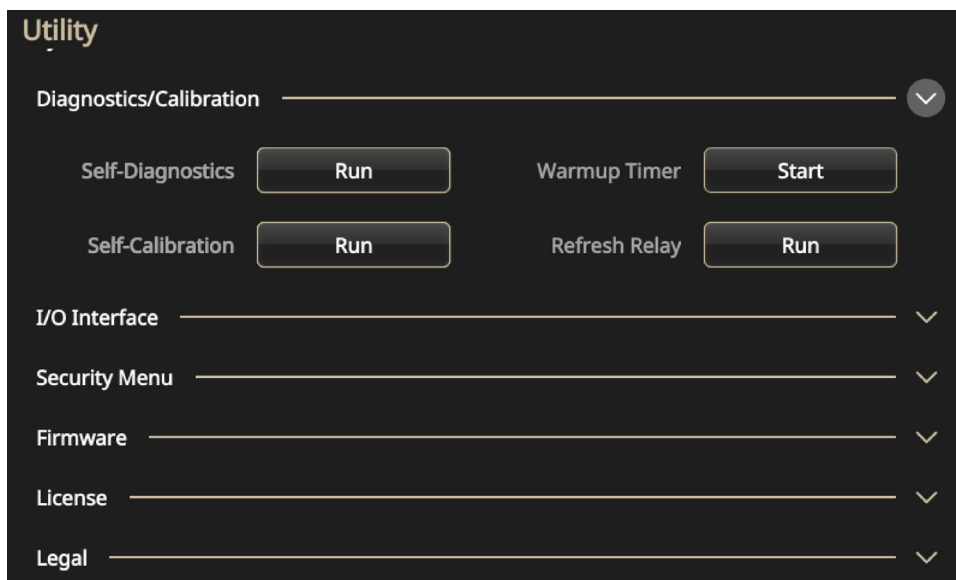 Utility
Diagnostics/Calibration
Self-Diagnostics Run Warmup Timer Start
Self-Calibration Run Refresh Relay Run
I/O Interface
Security Menu
Firmware
License
Legal